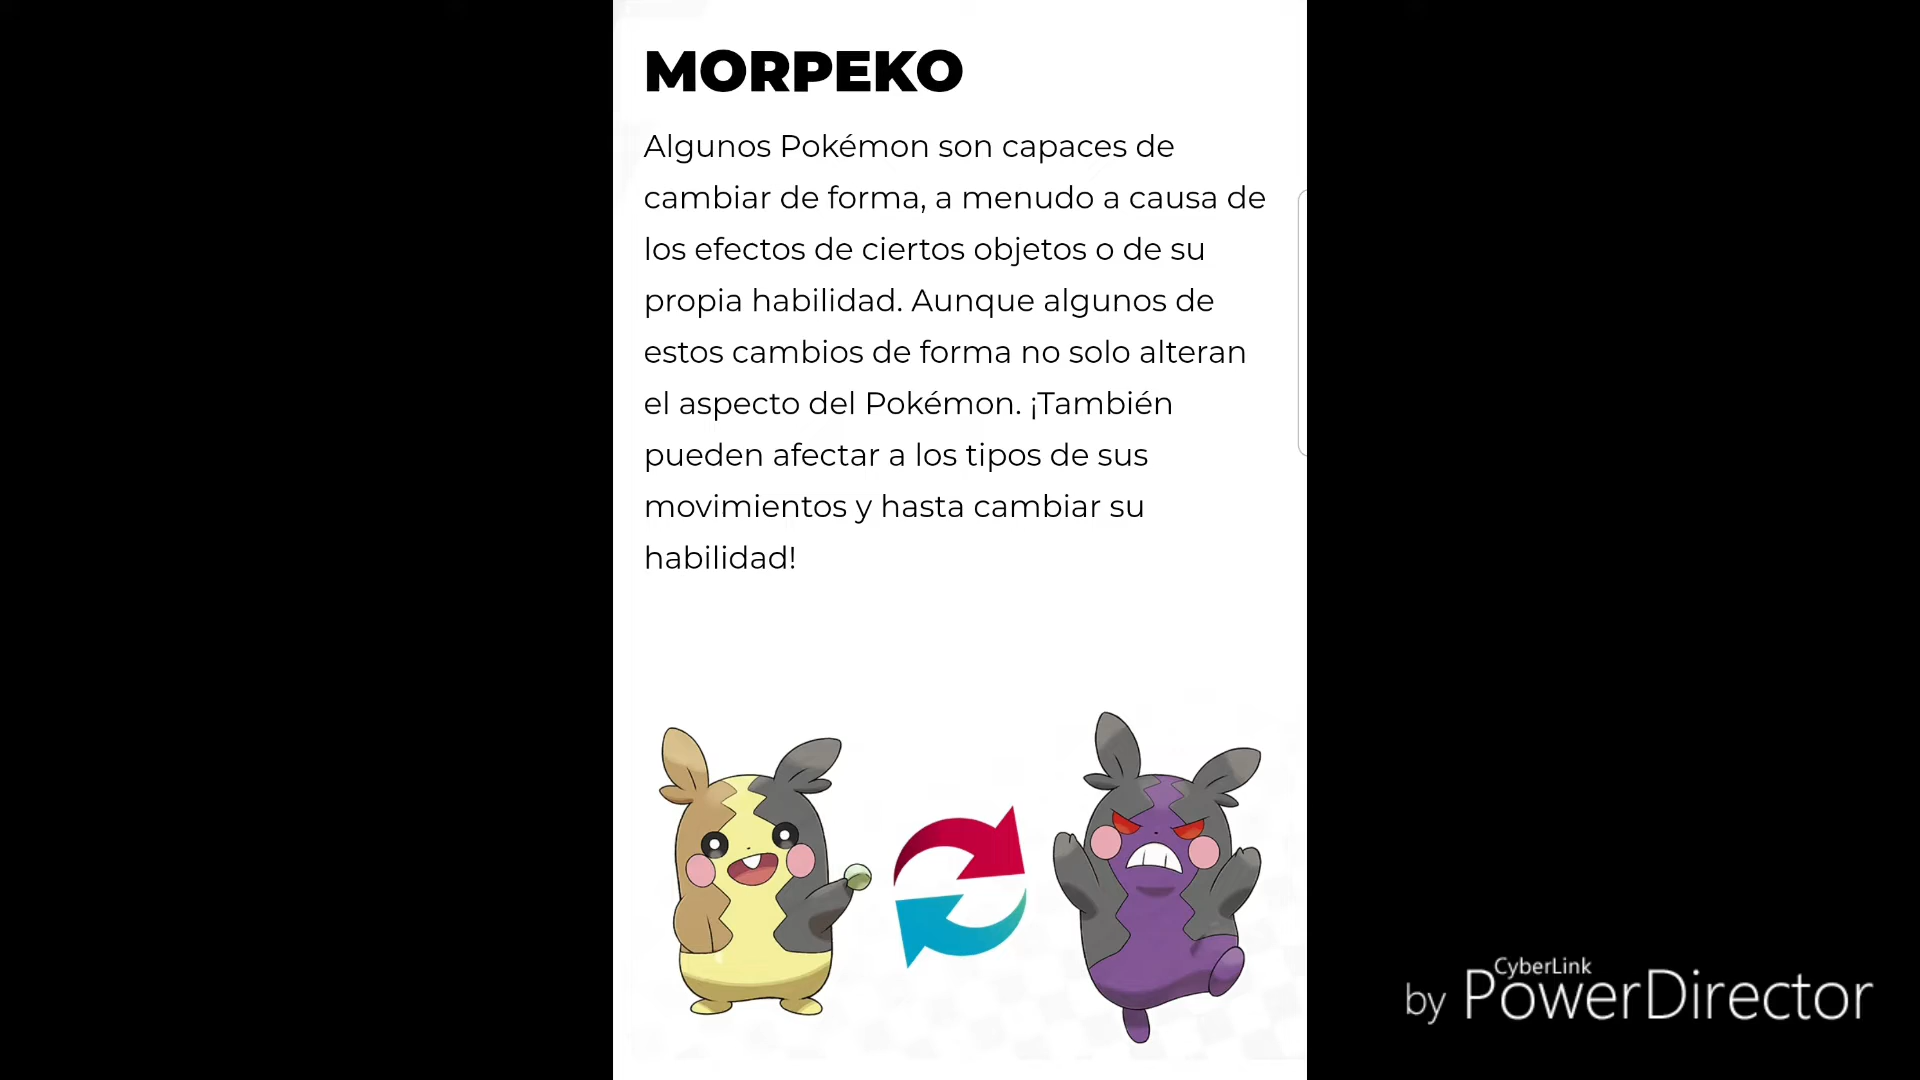 MORPEKO
Algunos Pokémon son capaces de
cambiar de forma, a menudo a causa de
los efectos de ciertos objetos o de su
propia habilidad. Aunque algunos de
estos cambios de forma no solo alteran
el aspecto del Pokémon. ¡También
pueden afectar a los tipos de sus
movimientos y hasta cambiar su
habilidad!
CyberLink
by PowerDirector